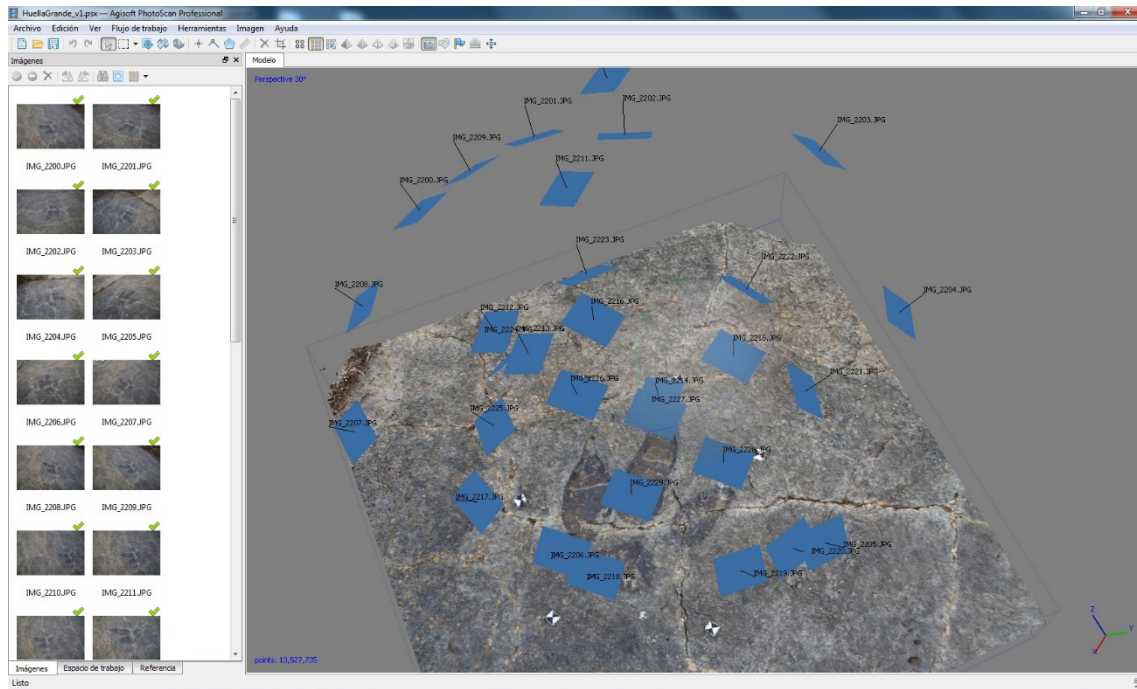 HuellaGrande_v1.psx — Agisoft PhotoScan Professional
Archivo Edición Ver Flujo de trabajo Herramientas Imagen Ayuda
Imágenes
Modelo
Perspective 30°
IMG_2201.JPG
IMG_2202.JPG
IMG_2203.JPG
IMG_2209.JPG
IMG_2211.JPG
IMG_2200.JPG
IMG_2223.JPG
IMG_2222.JPG
IMG_2208.JPG
IMG_2204.JPG
IMG_2216.JPG
IMG_2212.JPG
IMG_2213.JPG
IMG_2215.JPG
IMG_2226.JPG
IMG_2214.JPG
IMG_2221.JPG
IMG_2227.JPG
IMG_2225.JPG
IMG_2207.JPG
IMG_2228.JPG
IMG_2229.JPG
IMG_2217.JPG
IMG_2205.JPG
IMG_2220.JPG
IMG_2206.JPG
IMG_2218.JPG
IMG_2219.JPG
Z
Y
X
points: 13,527,735
IMG_2200.JPG IMG_2201.JPG
IMG_2202.JPG IMG_2203.JPG
IMG_2204.JPG IMG_2205.JPG
IMG_2206.JPG IMG_2207.JPG
IMG_2208.JPG IMG_2209.JPG
IMG_2210.JPG IMG_2211.JPG
Imágenes Espacio de trabajo Referencia
Listo